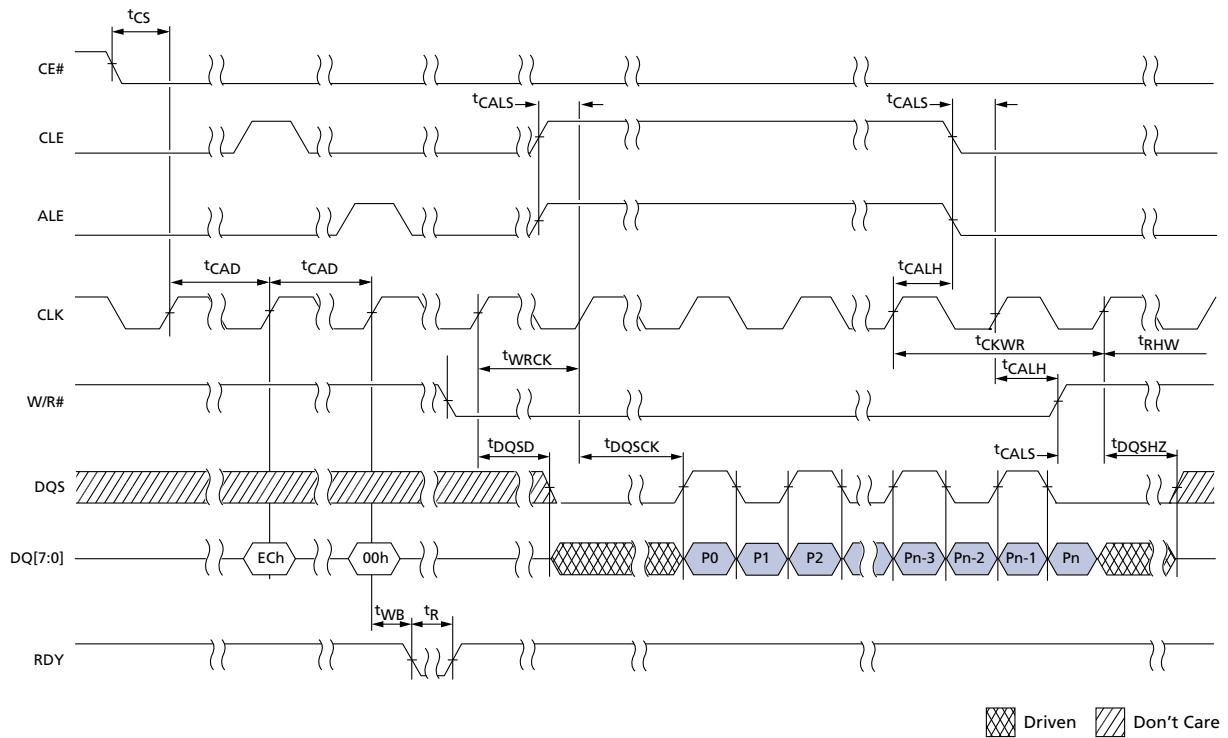 tCS
CE#
tCALS
tCALS
CLE
ALE
tCAD
tCAD
tCALH
CLK
tWRCK
tCKWR
tRHW
tCALH
W/R#
tDQSD
tDQSCK
tCALS
tDQSHZ
DQS
DQ[7:0]
ECh
00h
P0
P1
P2
Pn-3
Pn-2
Pn-1
Pn
tWB
tR
RDY
Driven
Don't Care